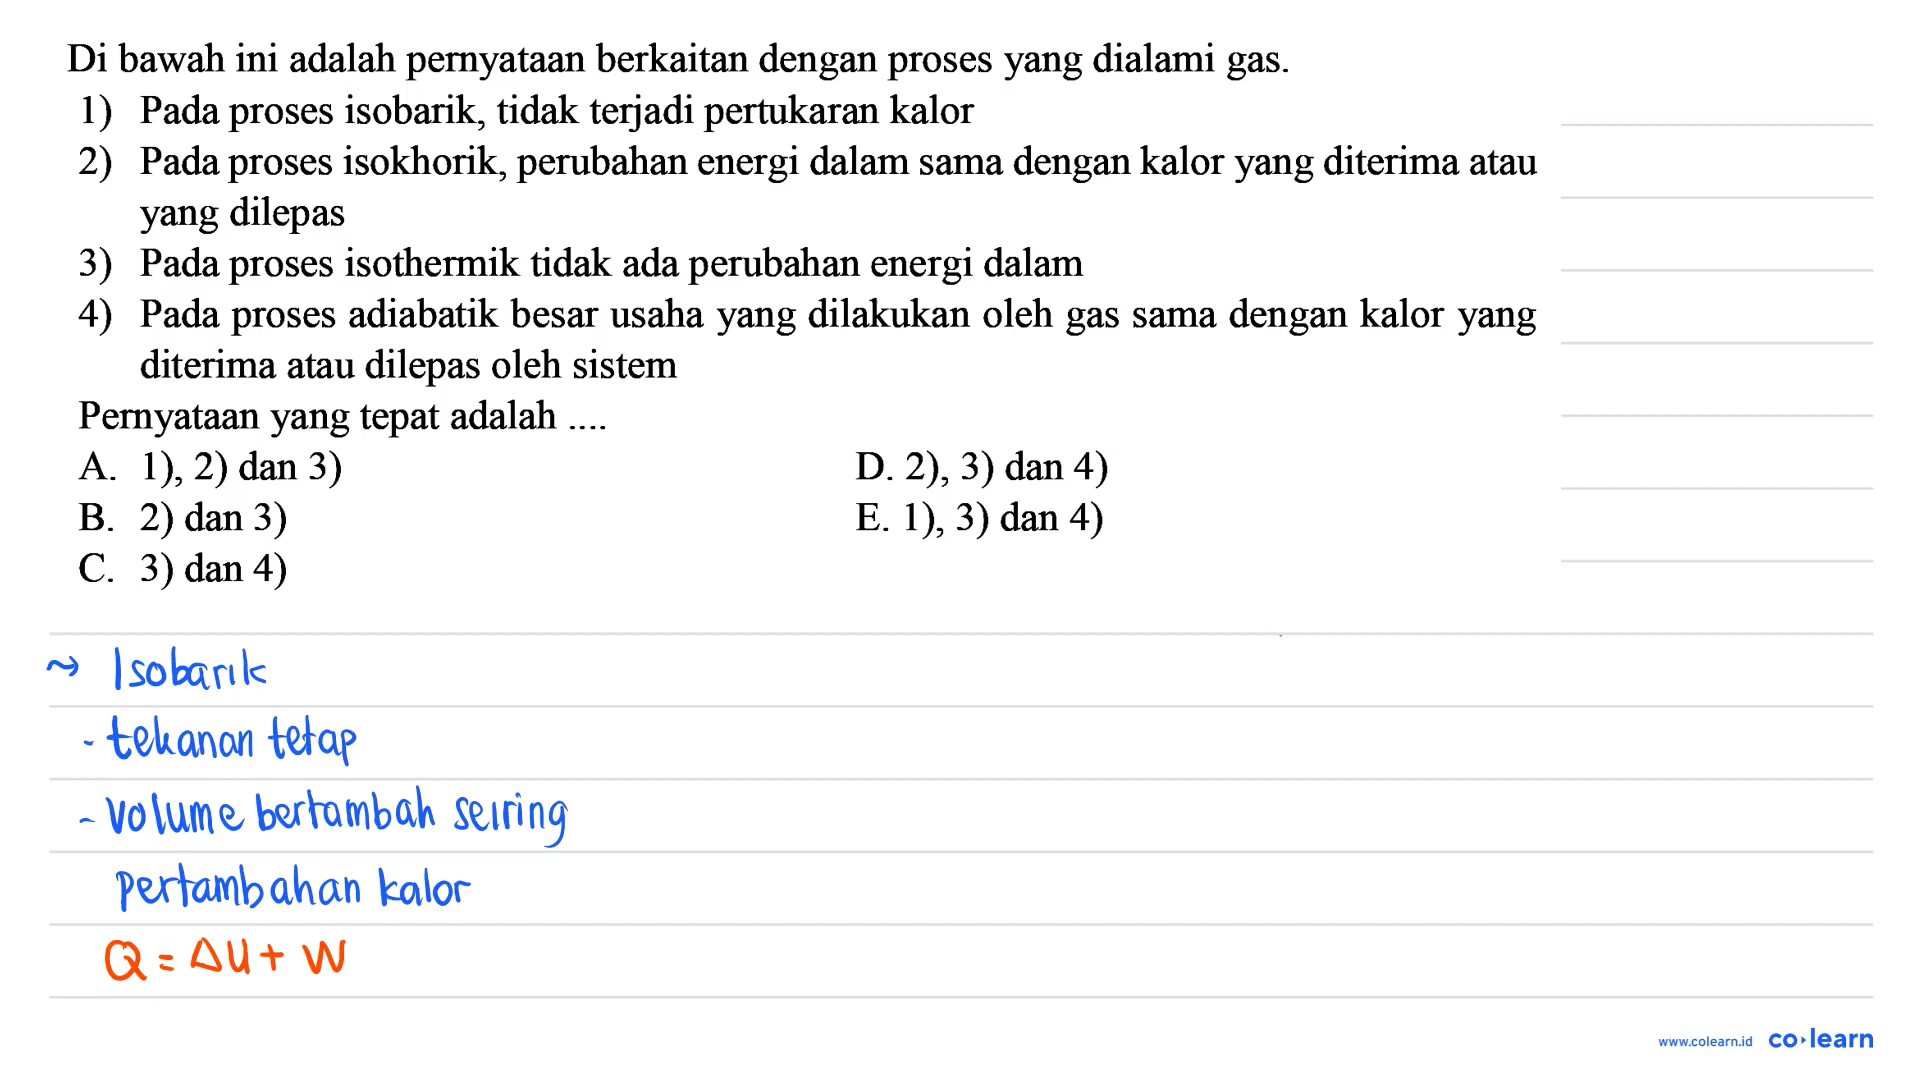 Di bawah ini adalah pernyataan berkaitan dengan proses yang dialami gas.
1) Pada proses isobarik, tidak terjadi pertukaran kalor
2) Pada proses isokhorik, perubahan energi dalam sama dengan kalor yang diterima atau
yang dilepas
3) Pada proses isothermik tidak ada perubahan energi dalam
4) Pada proses adiabatik besar usaha yang dilakukan oleh gas sama dengan kalor yang
diterima atau dilepas oleh sistem
Pernyataan yang tepat adalah ....
A. 1), 2) dan 3) D. 2), 3) dan 4)
B. 2) dan 3) E. 1), 3) dan 4)
C. 3) dan 4)
~> Isobarik
- tekanan tetap
- Volume bertambah seiring
pertambahan kalor
Q = ΔU + W
www.colearn.id co·learn